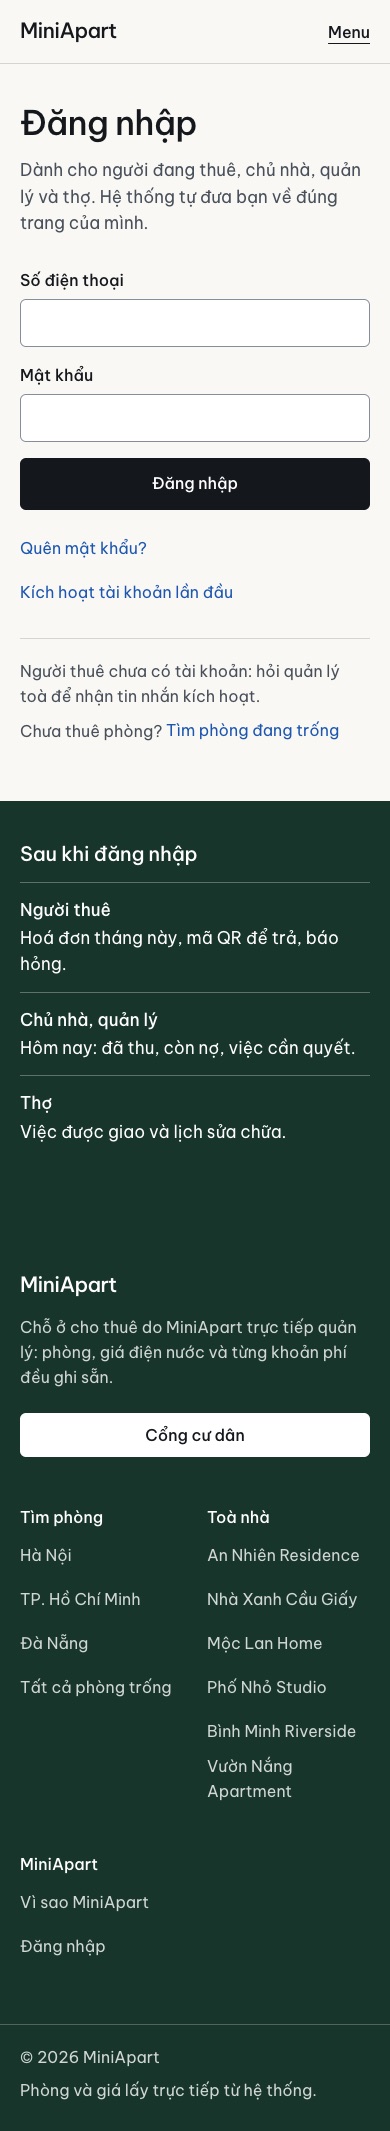 MiniApart
Menu
Đăng nhập
Dành cho người đang thuê, chủ nhà, quản
lý và thợ. Hệ thống tự đưa bạn về đúng
trang của mình.
Số điện thoại
Mật khẩu
Đăng nhập
Quên mật khẩu?
Kích hoạt tài khoản lần đầu
Người thuê chưa có tài khoản: hỏi quản lý
toà để nhận tin nhắn kích hoạt.
Chưa thuê phòng? Tìm phòng đang trống
Sau khi đăng nhập
Người thuê
Hoá đơn tháng này, mã QR để trả, báo
hỏng.
Chủ nhà, quản lý
Hôm nay: đã thu, còn nợ, việc cần quyết.
Thợ
Việc được giao và lịch sửa chữa.
MiniApart
Chỗ ở cho thuê do MiniApart trực tiếp quản
lý: phòng, giá điện nước và từng khoản phí
đều ghi sẵn.
Cổng cư dân
Tìm phòng
Hà Nội
TP. Hồ Chí Minh
Đà Nẵng
Tất cả phòng trống
Toà nhà
An Nhiên Residence
Nhà Xanh Cầu Giấy
Mộc Lan Home
Phố Nhỏ Studio
Bình Minh Riverside
Vườn Nắng
Apartment
MiniApart
Vì sao MiniApart
Đăng nhập
© 2026 MiniApart
Phòng và giá lấy trực tiếp từ hệ thống.